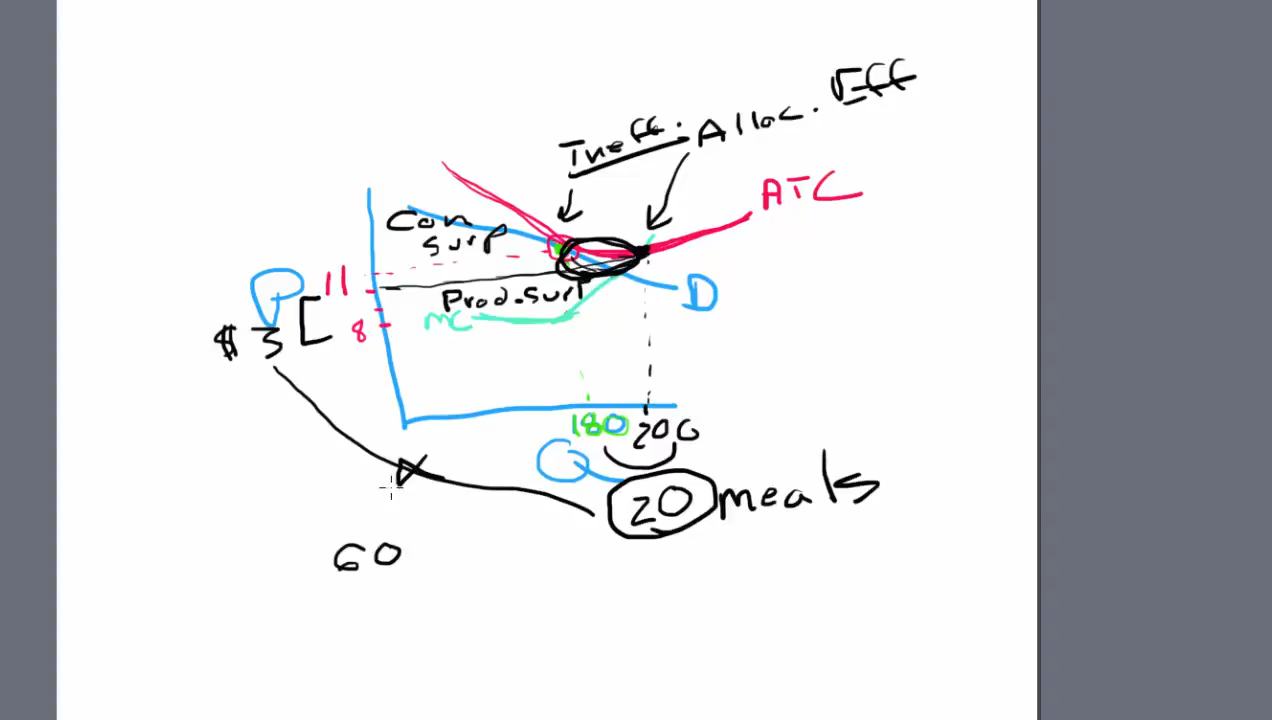 Ineff. Alloc. Eff
ATC
Con
surp
11
Prod.surp
D
$3
MC
8
180 200
20 meals
60